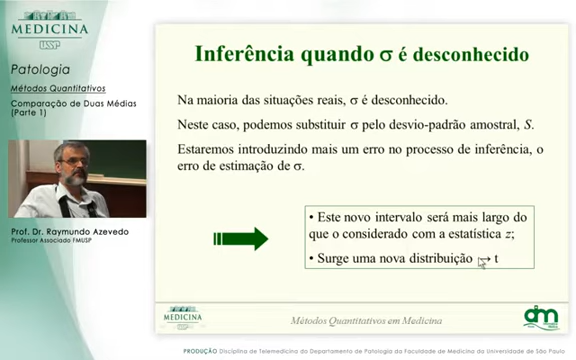 MEDICINA
USP
Patologia
Métodos Quantitativos
Comparação de Duas Médias
(Parte 1)
Prof. Dr. Raymundo Azevedo
Professor Associado FMUSP
Inferência quando σ é desconhecido
Na maioria das situações reais, σ é desconhecido.
Neste caso, podemos substituir σ pelo desvio-padrão amostral, S.
Estaremos introduzindo mais um erro no processo de inferência, o
erro de estimação de σ.
• Este novo intervalo será mais largo do
que o considerado com a estatística z;
• Surge uma nova distribuição → t
MEDICINA
Métodos Quantitativos em Medicina
dim
PRODUÇÃO Disciplina de Telemedicina do Departamento de Patologia da Faculdade de Medicina da Universidade de São Paulo